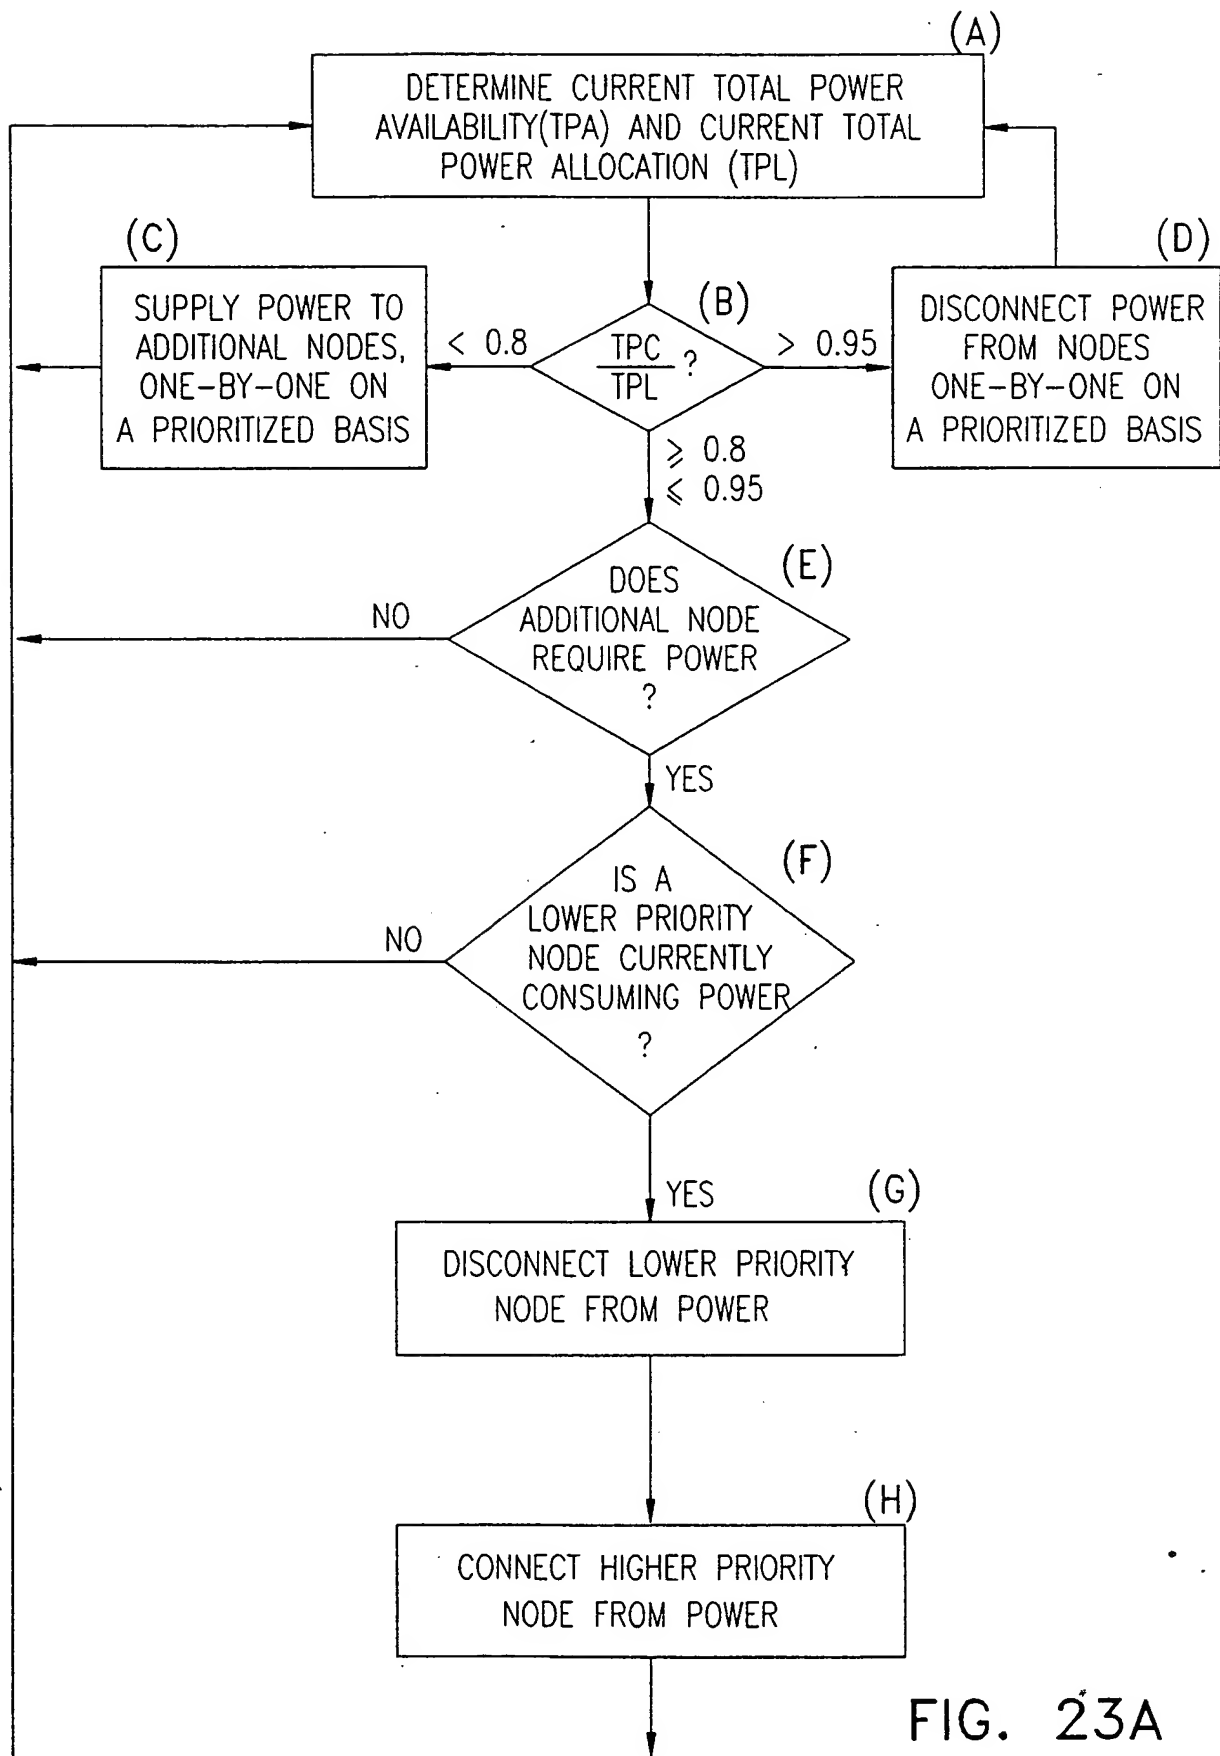 (A)
DETERMINE CURRENT TOTAL POWER
AVAILABILITY(TPA) AND CURRENT TOTAL
POWER ALLOCATION (TPL)
(C)
SUPPLY POWER TO
ADDITIONAL NODES,
ONE-BY-ONE ON
A PRIORITIZED BASIS
< 0.8
(B)
TPC
TPL
?
> 0.95
(D)
DISCONNECT POWER
FROM NODES
ONE-BY-ONE ON
A PRIORITIZED BASIS
⩾ 0.8
⩽ 0.95
(E)
DOES
ADDITIONAL NODE
REQUIRE POWER
?
NO
YES
(F)
IS A
LOWER PRIORITY
NODE CURRENTLY
CONSUMING POWER
?
NO
YES
(G)
DISCONNECT LOWER PRIORITY
NODE FROM POWER
(H)
CONNECT HIGHER PRIORITY
NODE FROM POWER
FIG. 23A